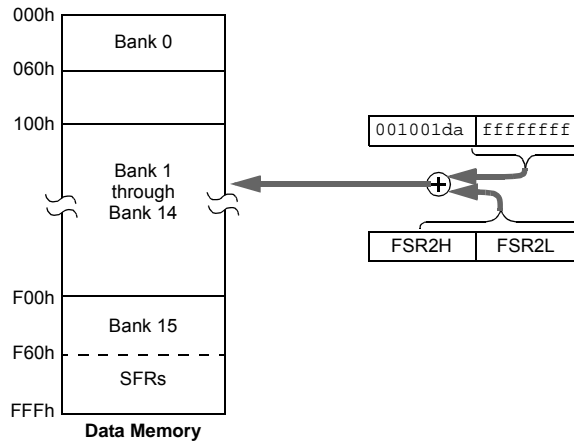 000h
Bank 0
060h
100h
001001da ffffffff
Bank 1
through
Bank 14
+
FSR2H FSR2L
F00h
Bank 15
F60h
SFRs
FFFh
Data Memory